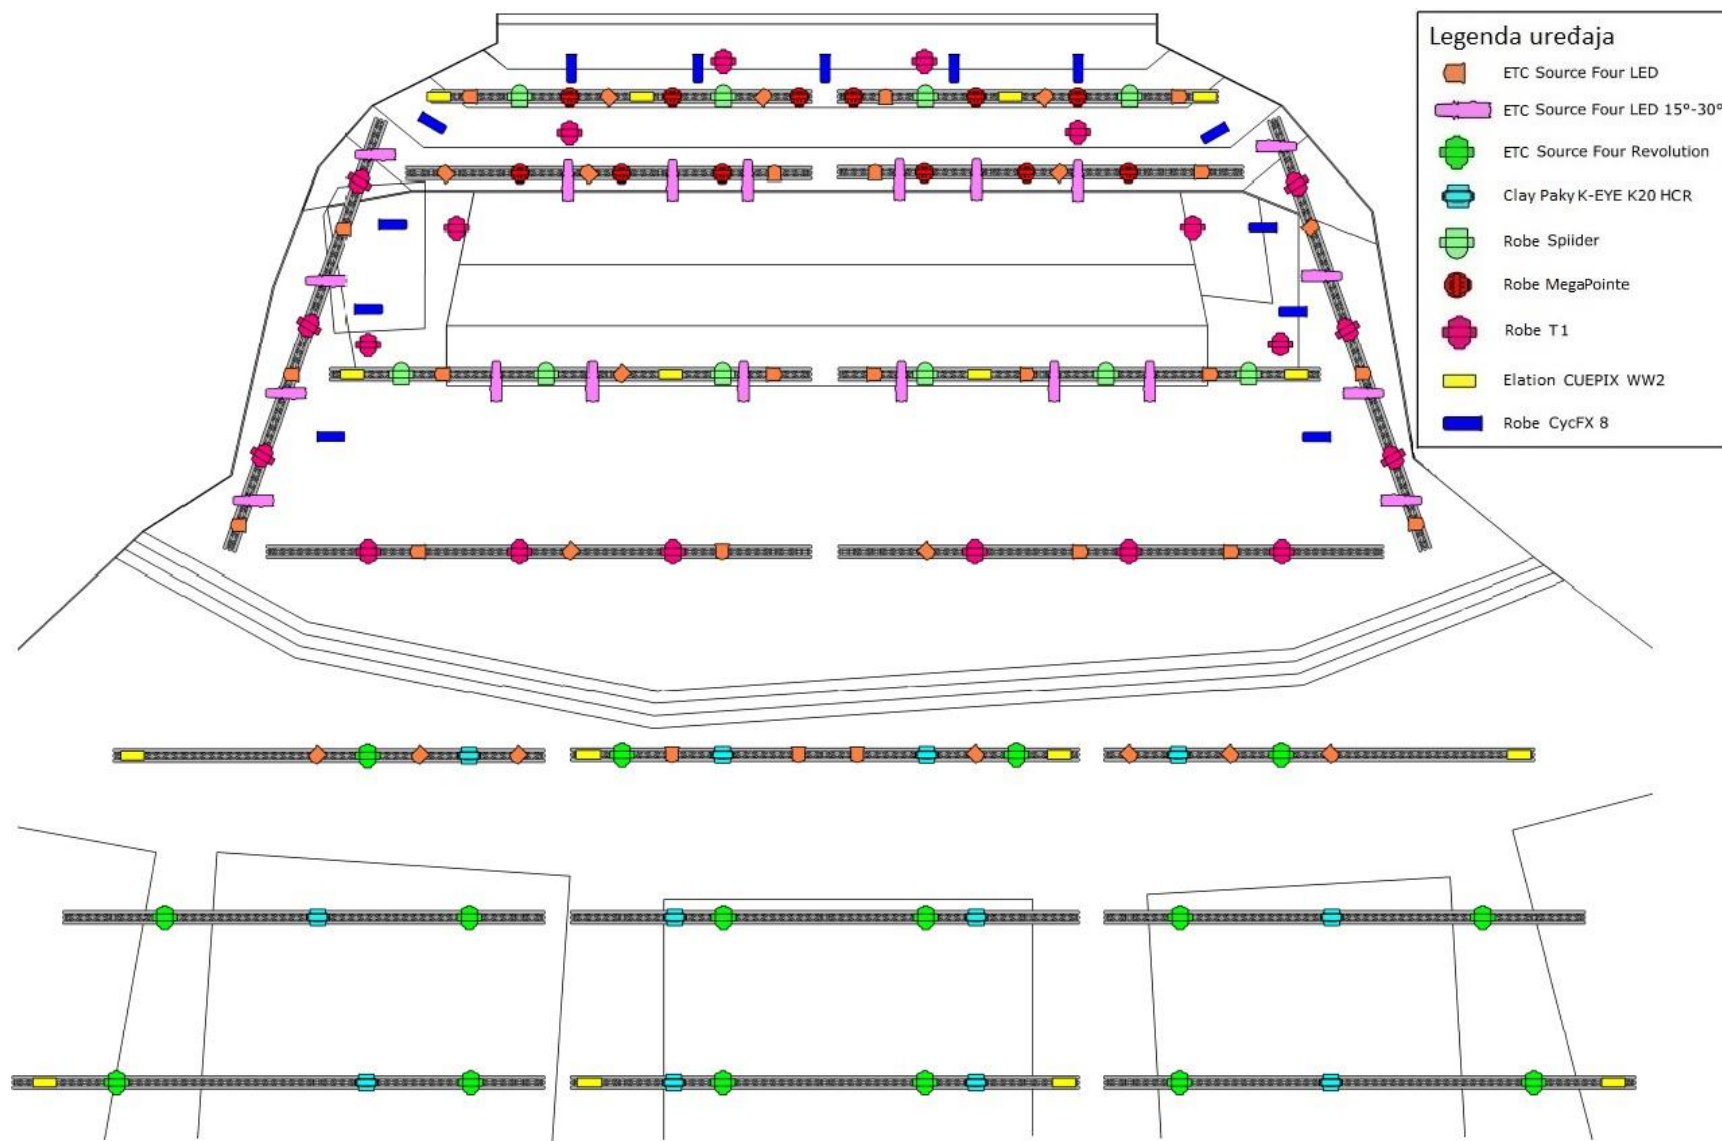 Legenda uređaja
ETC Source Four LED
ETC Source Four LED 15°-30°
ETC Source Four Revolution
Clay Paky K-EYE K20 HCR
Robe Spiider
Robe MegaPointe
Robe T1
Elation CUEPIX WW2
Robe CycFX 8